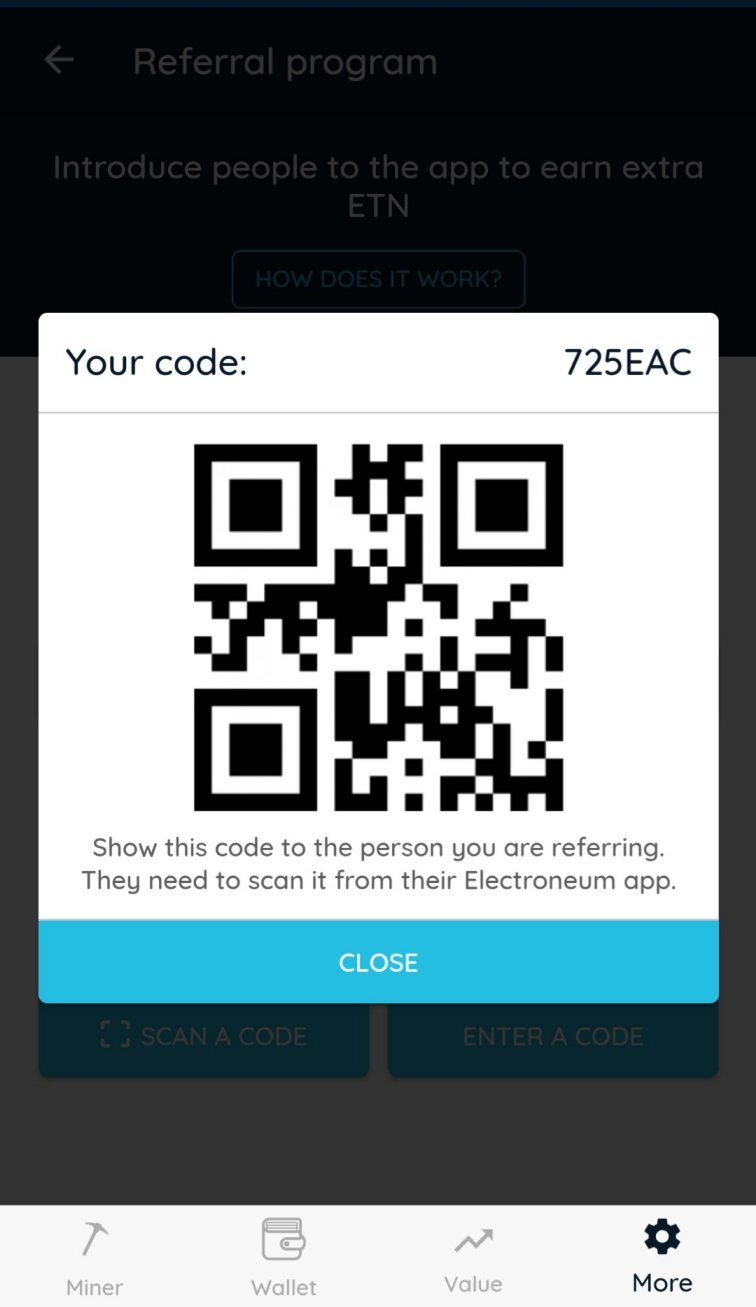 Referral program
Introduce people to the app to earn extra
ETN
HOW DOES IT WORK?
Your code:
725EAC
Show this code to the person you are referring.
They need to scan it from their Electroneum app.
CLOSE
SCAN A CODE
ENTER A CODE
Miner
Wallet
Value
More